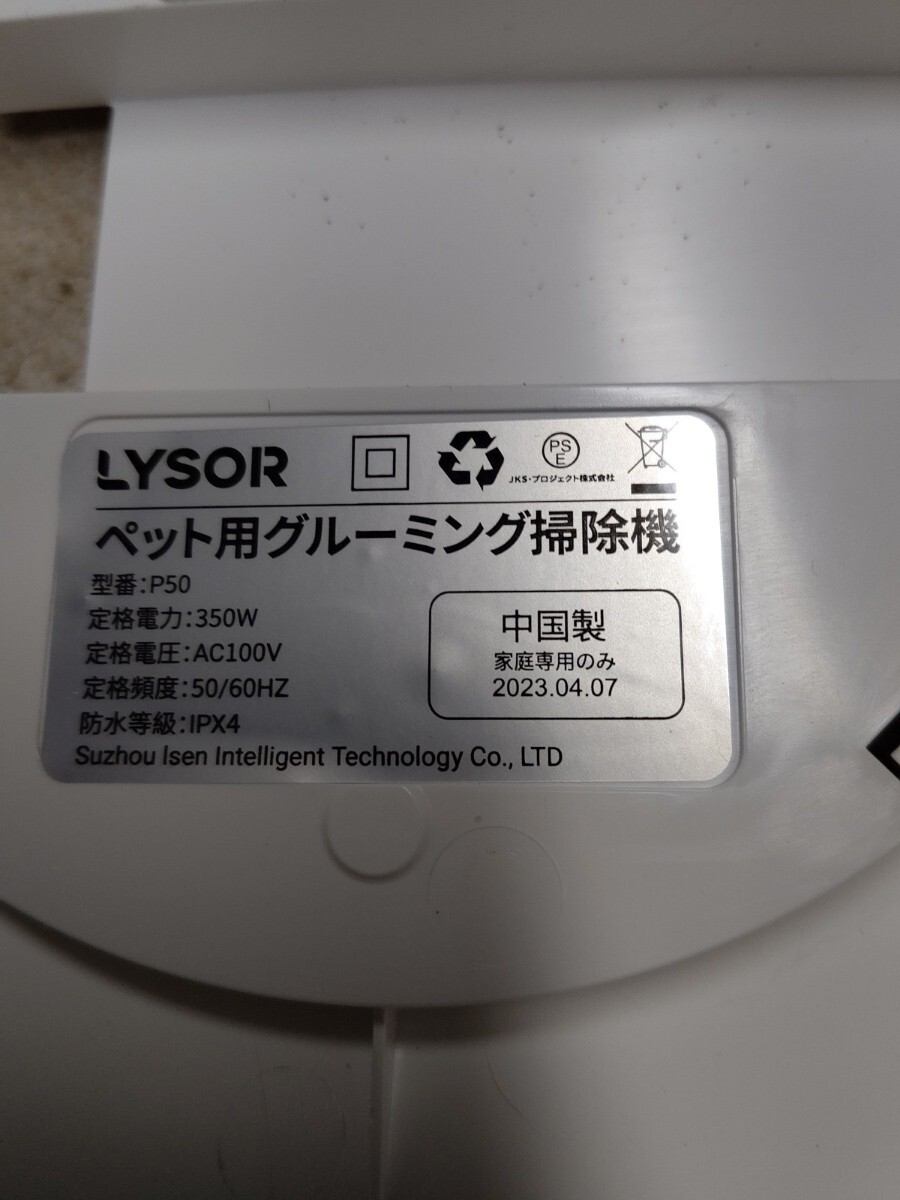 LYSOR
PS
E
JKS・プロジェクト株式会社
ペット用グルーミング掃除機
型番:P50
定格電力:350W
定格電圧:AC100V
定格頻度:50/60HZ
防水等級:IPX4
Suzhou Isen Intelligent Technology Co., LTD
中国製
家庭専用のみ
2023.04.07